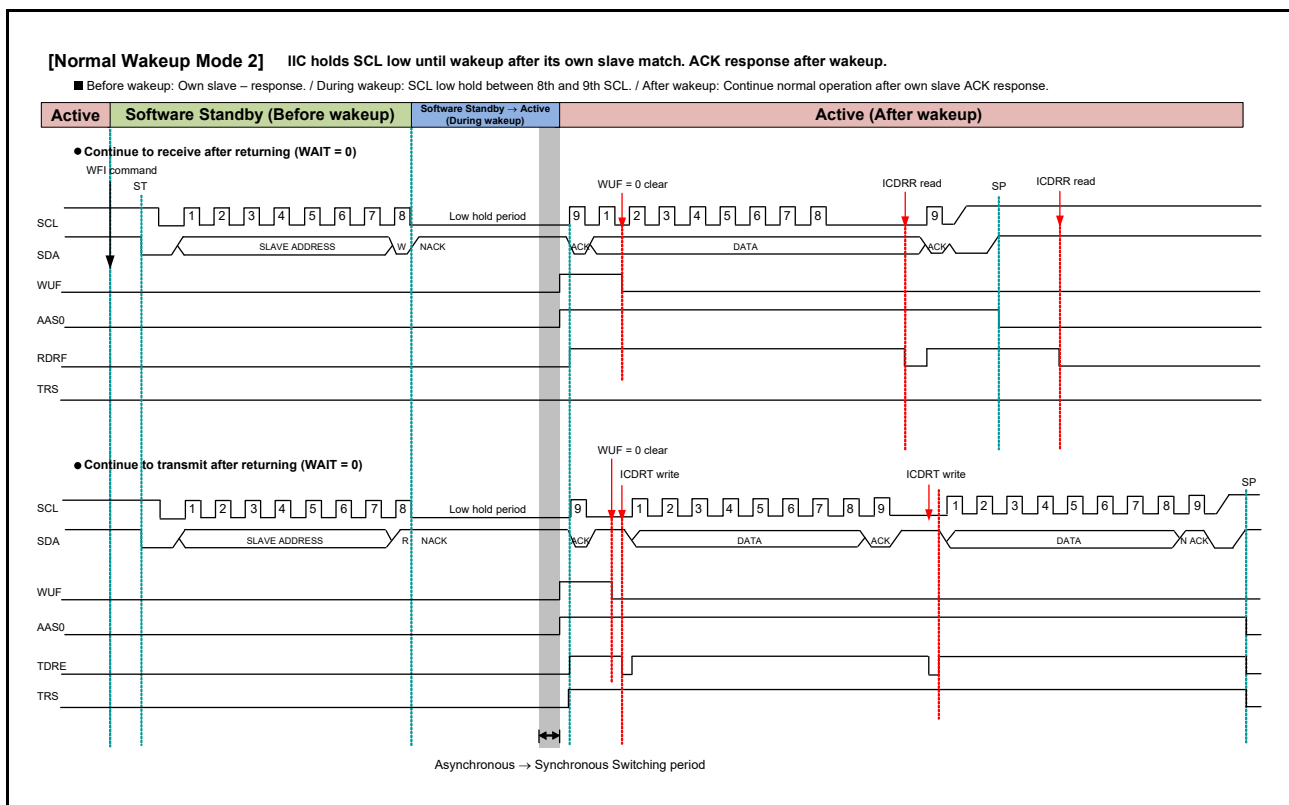 [Normal Wakeup Mode 2] IIC holds SCL low until wakeup after its own slave match. ACK response after wakeup.
■ Before wakeup: Own slave – response. / During wakeup: SCL low hold between 8th and 9th SCL. / After wakeup: Continue normal operation after own slave ACK response.
Active Software Standby (Before wakeup) Software Standby → Active (During wakeup) Active (After wakeup)
● Continue to receive after returning (WAIT = 0)
WFI command
ST WUF = 0 clear ICDRR read SP ICDRR read
SCL 1 2 3 4 5 6 7 8 Low hold period 9 1 2 3 4 5 6 7 8 9
SDA SLAVE ADDRESS W NACK ACK DATA ACK
WUF
AAS0
RDRF
TRS
● Continue to transmit after returning (WAIT = 0)
WUF = 0 clear
ICDRT write ICDRT write SP
SCL 1 2 3 4 5 6 7 8 Low hold period 9 1 2 3 4 5 6 7 8 9 1 2 3 4 5 6 7 8 9
SDA SLAVE ADDRESS R NACK ACK DATA ACK DATA N ACK
WUF
AAS0
TDRE
TRS
Asynchronous → Synchronous Switching period